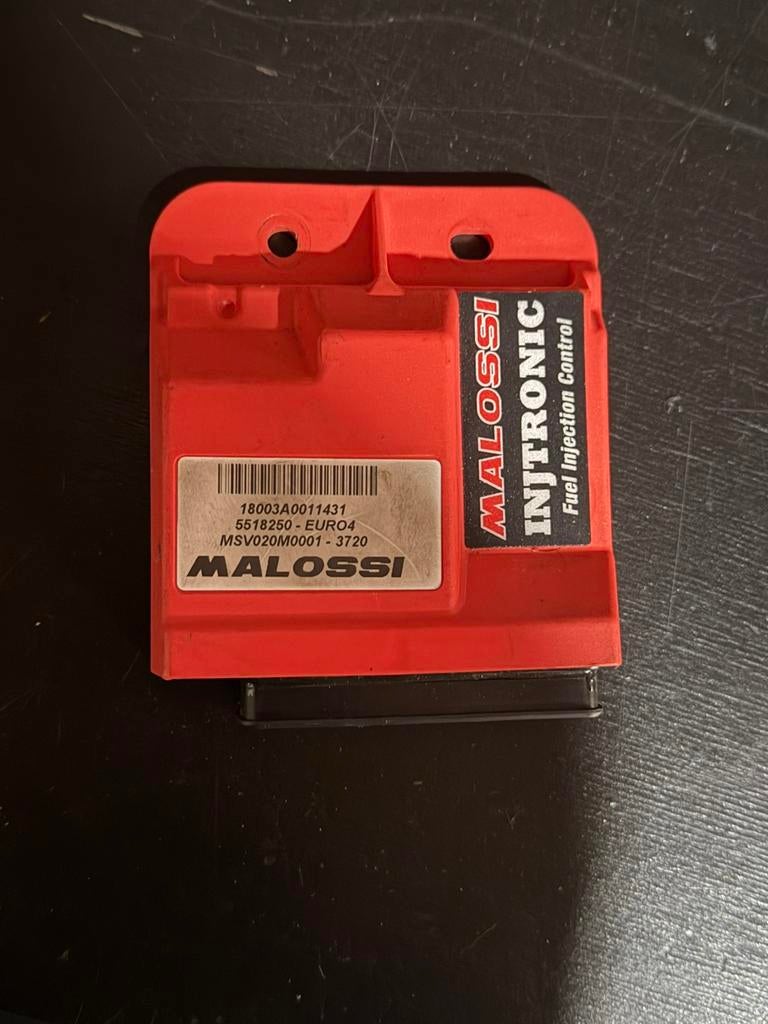 MALOSSI
INJTRONIC
Fuel Injection Control
18003A0011431
5518250 - EURO4
MSV020M0001 - 3720
MALOSSI